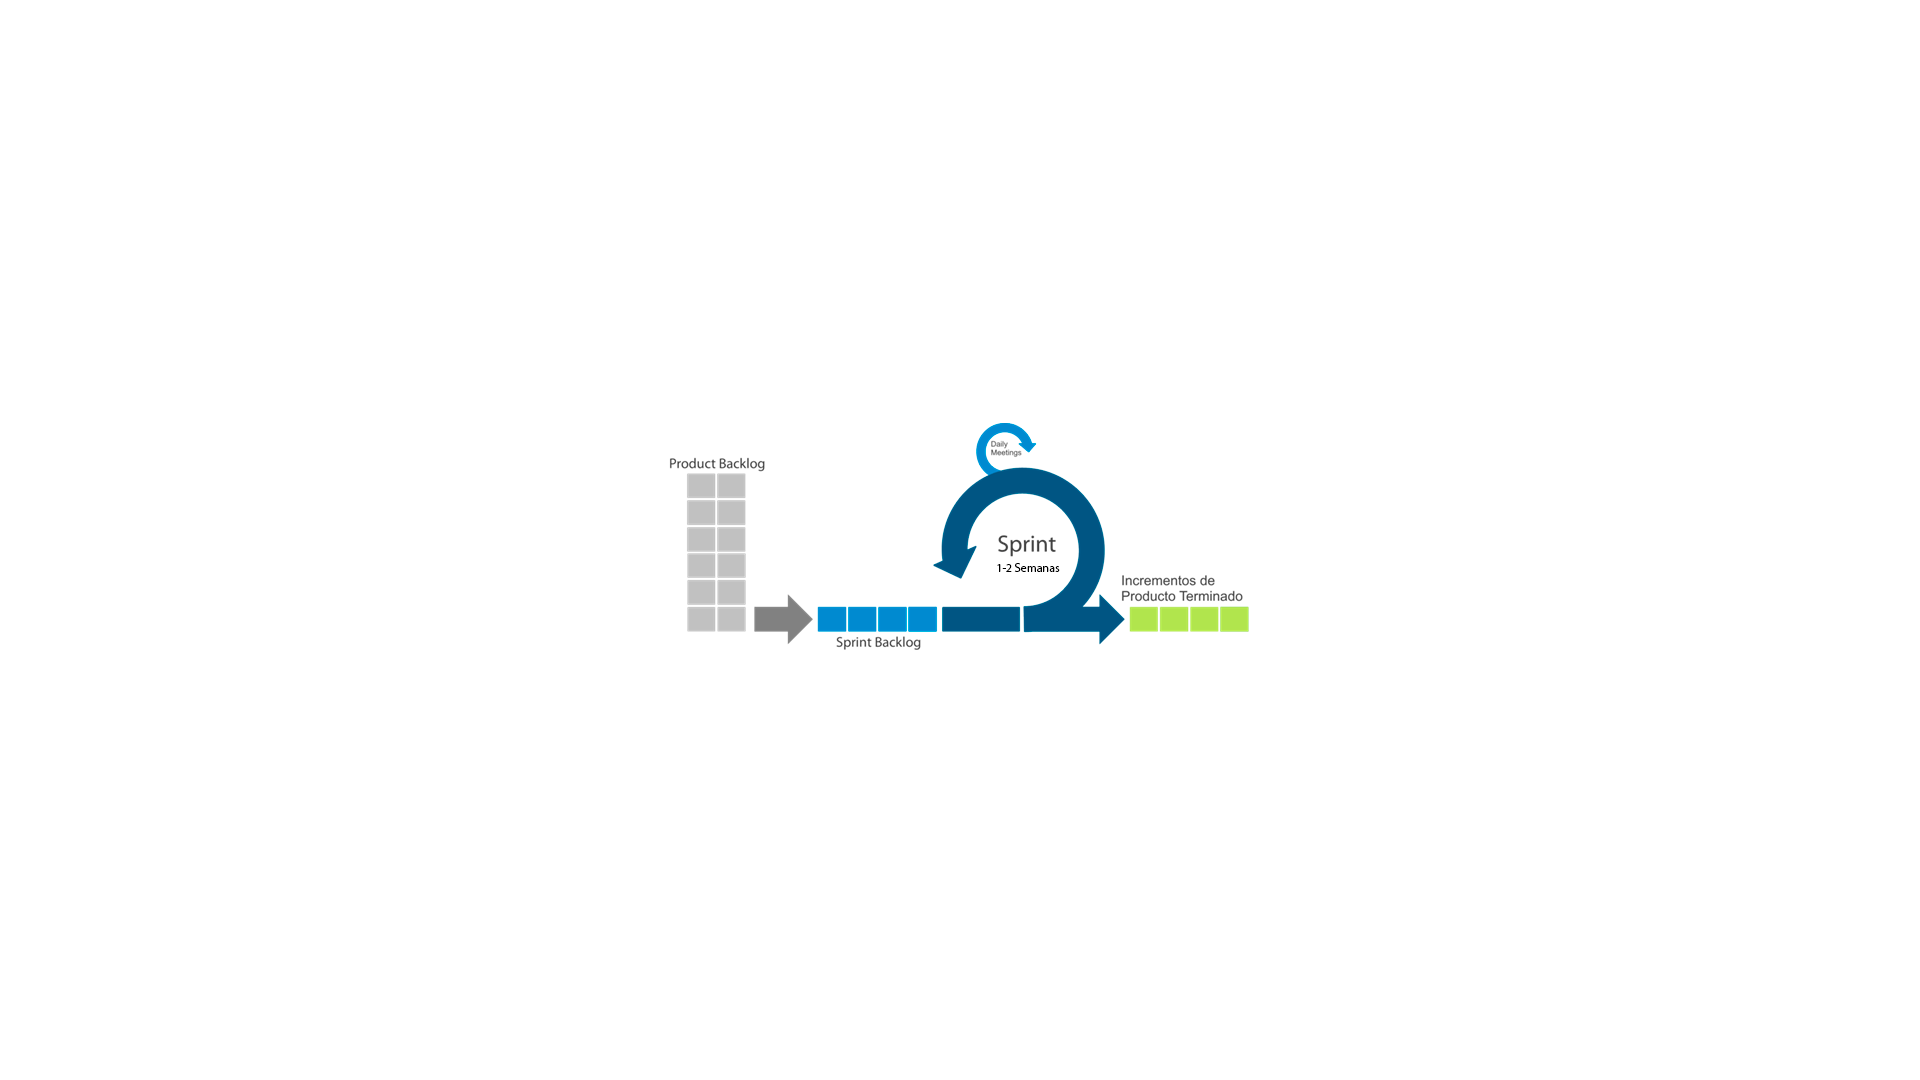 Product Backlog
Daily
Meetings
Sprint
1-2 Semanas
Incrementos de
Producto Terminado
Sprint Backlog